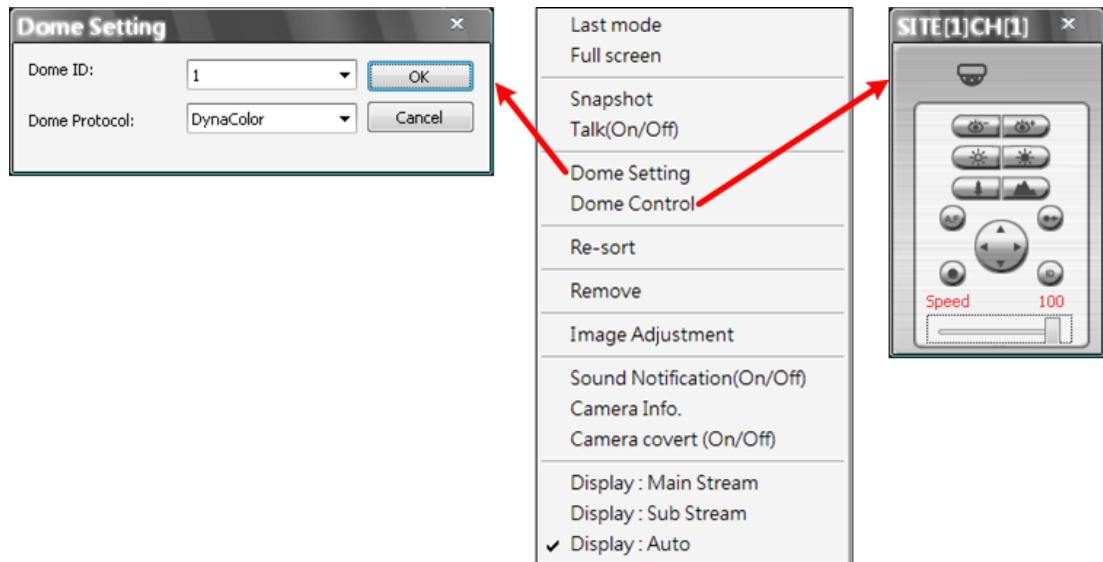 Dome Setting
Dome ID:
1
OK
Dome Protocol:
DynaColor
Cancel
Last mode
Full screen
Snapshot
Talk(On/Off)
Dome Setting
Dome Control
Re-sort
Remove
Image Adjustment
Sound Notification(On/Off)
Camera Info.
Camera covert (On/Off)
Display : Main Stream
Display : Sub Stream
Display : Auto
SITE[1]CH[1]
A.F.
ID
Speed 100